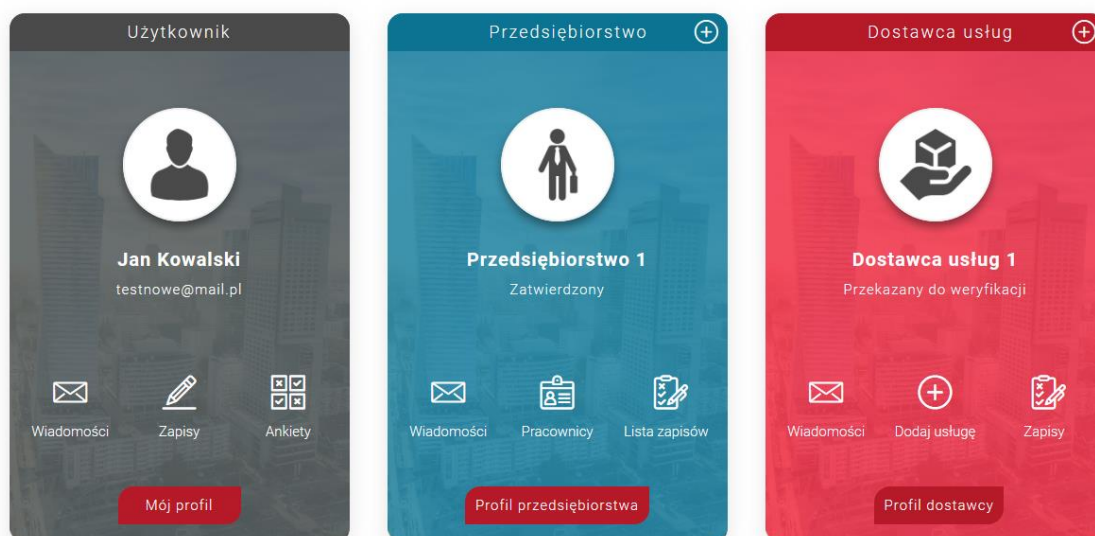 Użytkownik
Jan Kowalski
testnowe@mail.pl
Wiadomości Zapisy Ankiety
Mój profil
Przedsiębiorstwo
Przedsiębiorstwo 1
Zatwierdzony
Wiadomości Pracownicy Lista zapisów
Profil przedsiębiorstwa
Dostawca usług
Dostawca usług 1
Przekazany do weryfikacji
Wiadomości Dodaj usługę Zapisy
Profil dostawcy